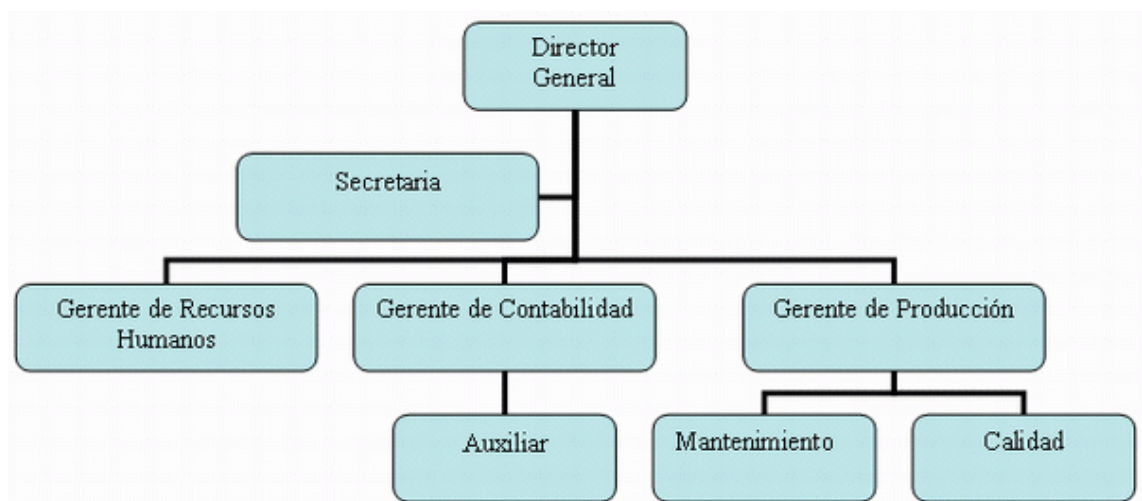 Director
General
Secretaria
Gerente de Recursos
Humanos
Gerente de Contabilidad
Gerente de Producción
Auxiliar
Mantenimiento
Calidad